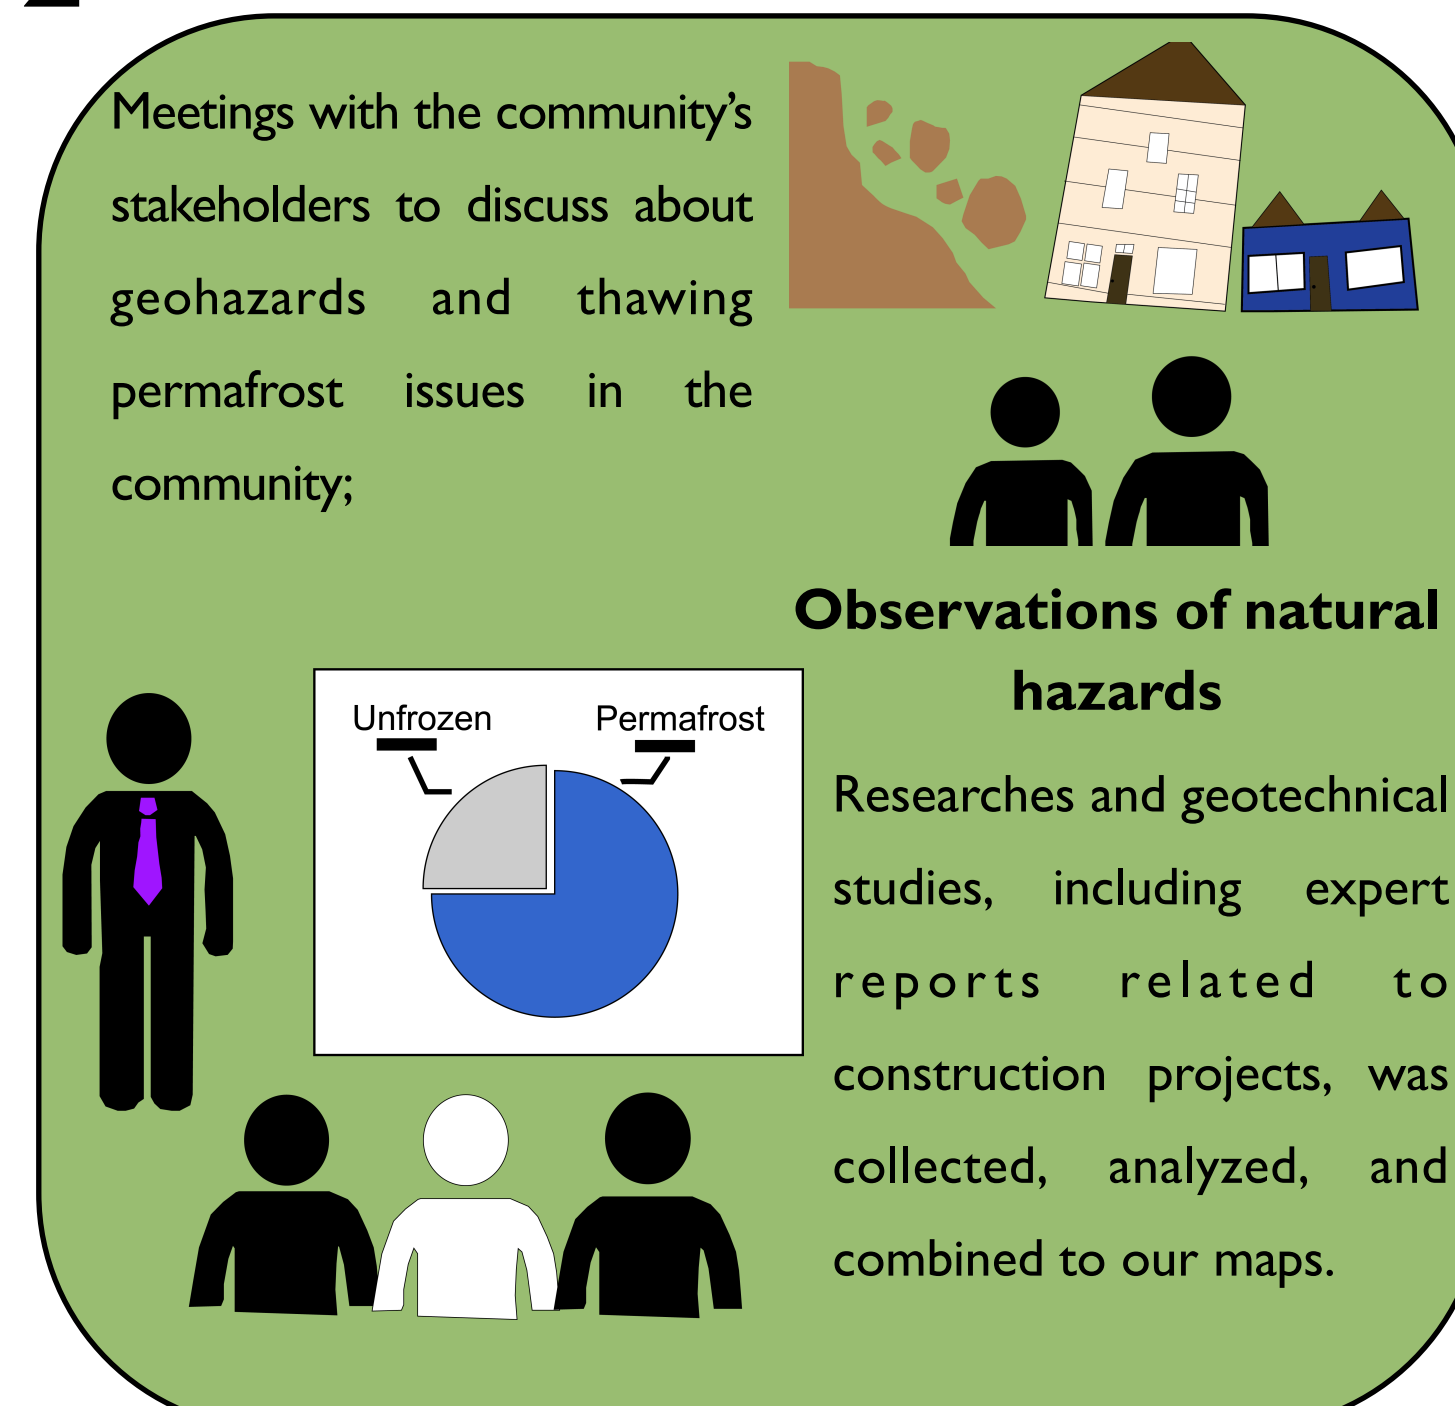 Meetings with the community's
stakeholders to discuss about
geohazards and thawing
permafrost issues in the
community;
Observations of natural
hazards
Unfrozen
Permafrost
Researches and geotechnical
studies, including expert
reports related to
construction projects, was
collected, analyzed, and
combined to our maps.